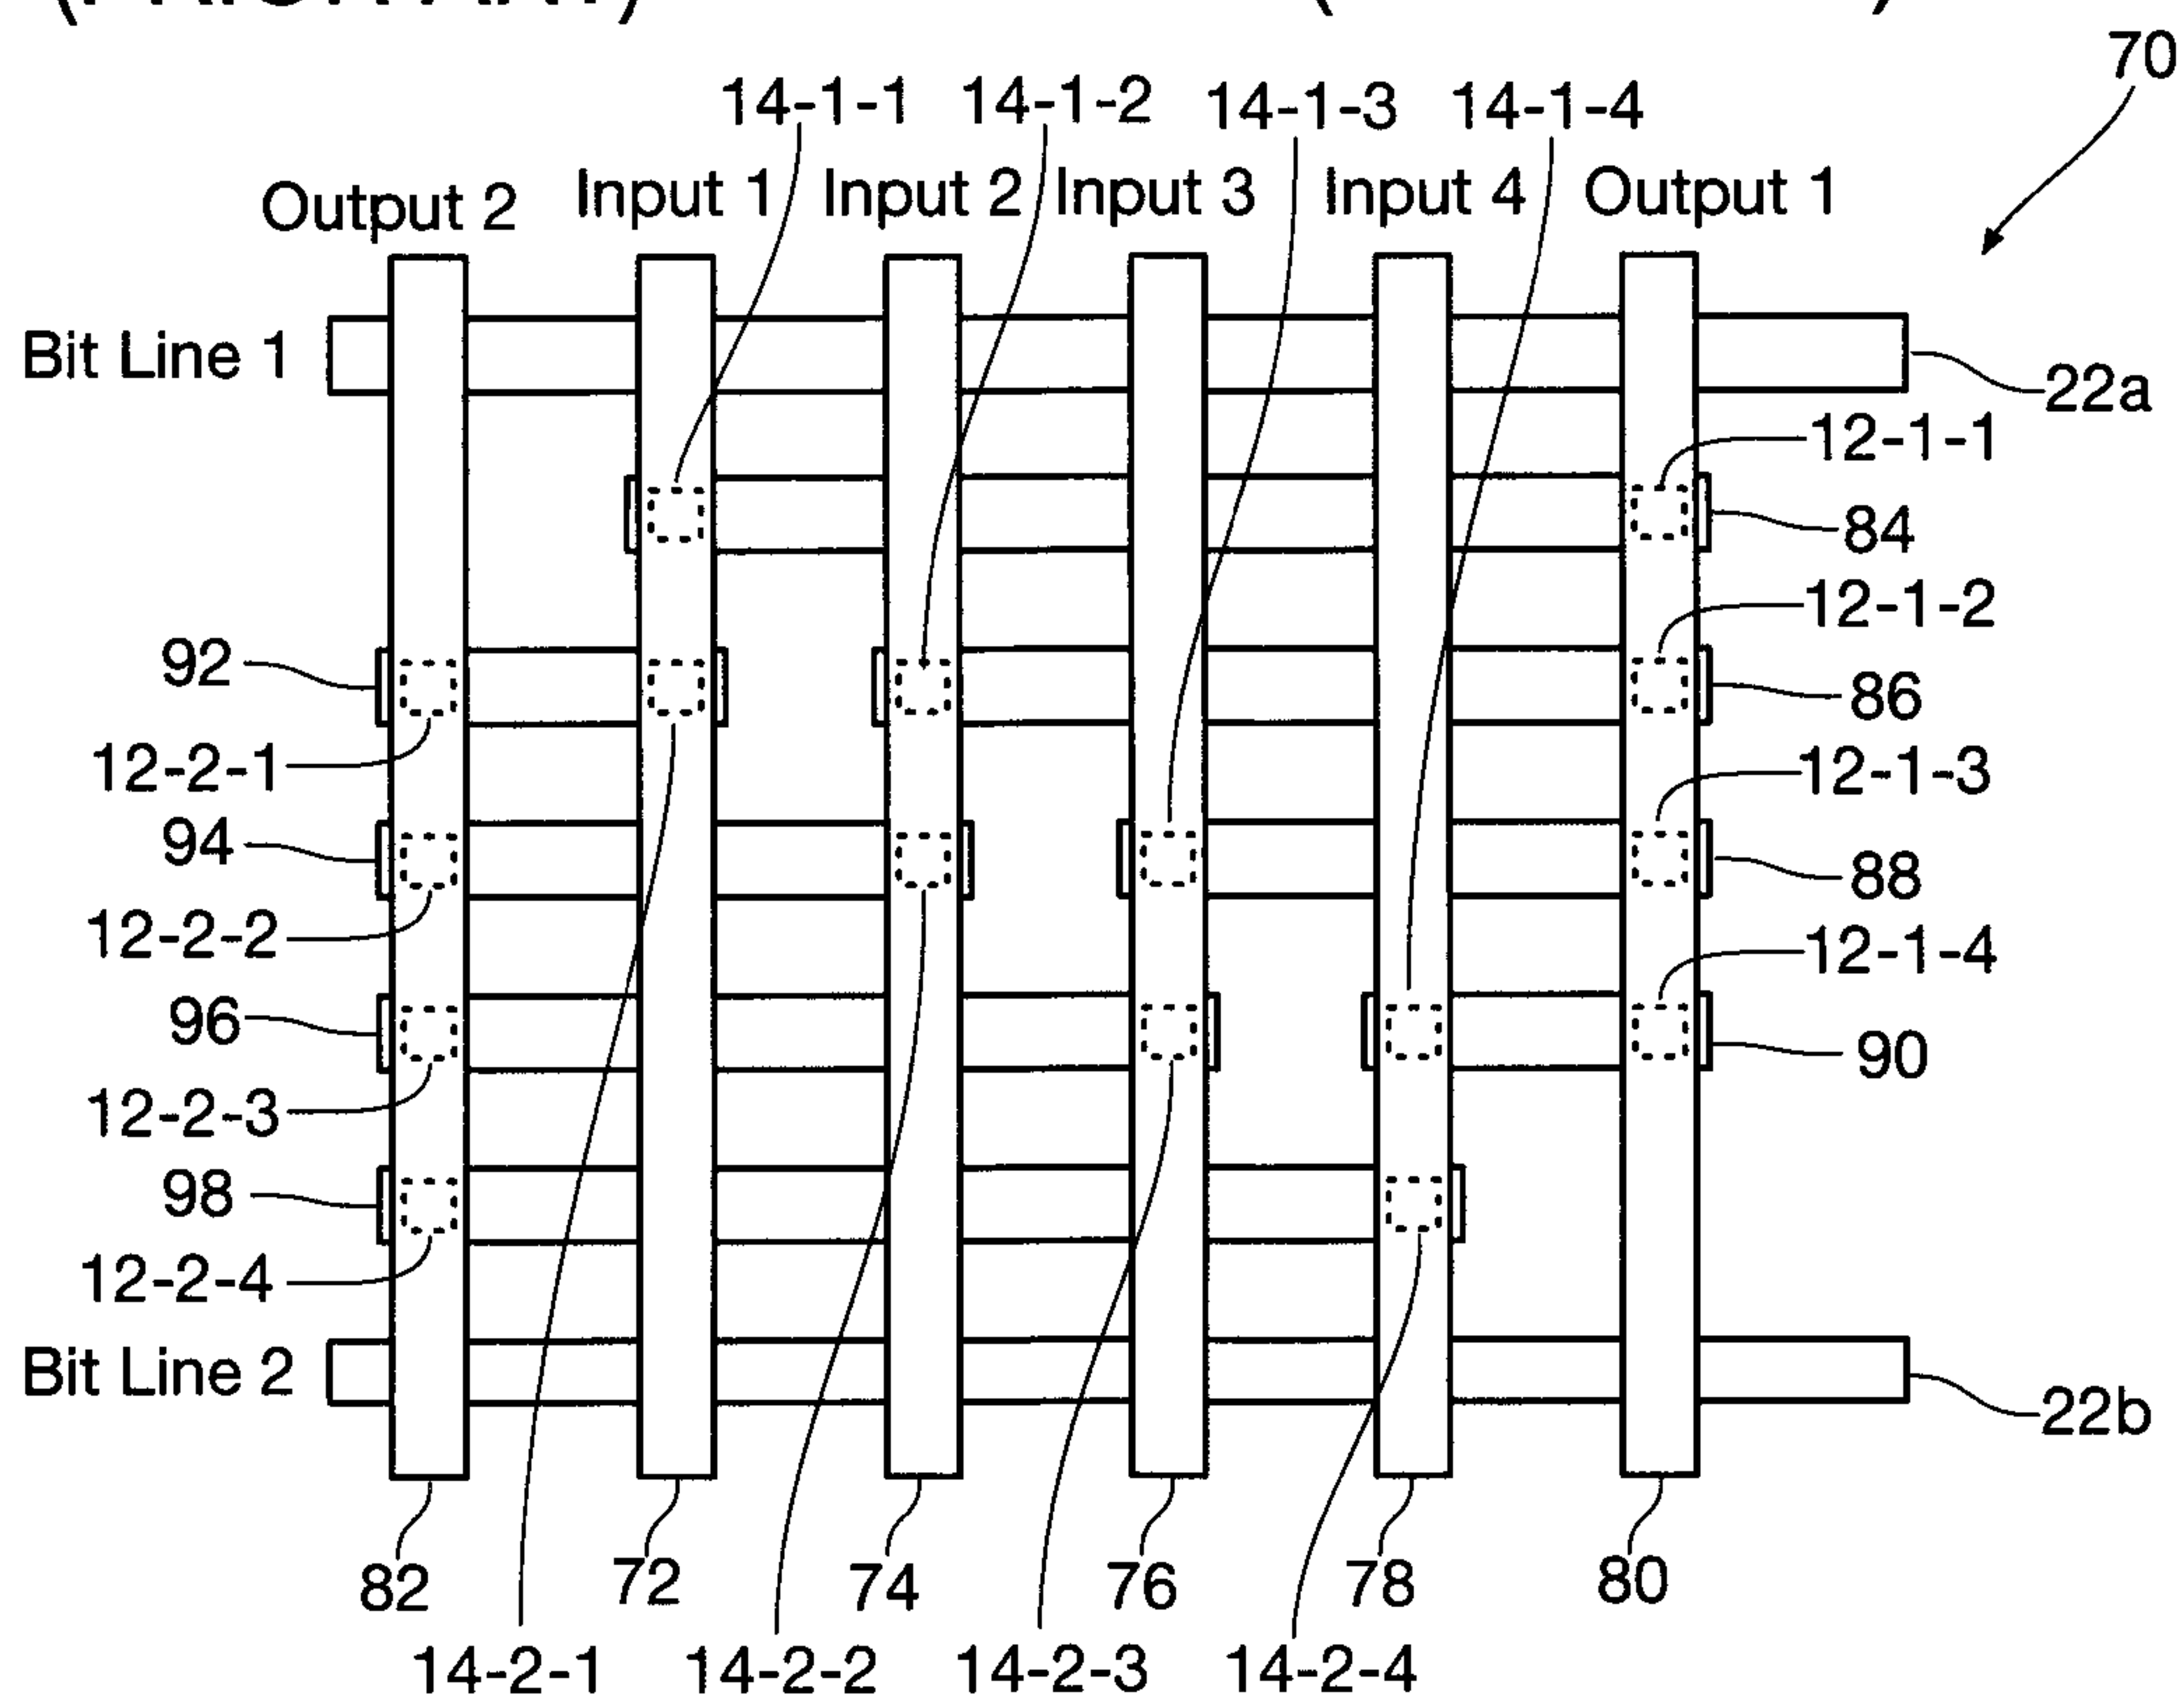 70
14-1-1 14-1-2 14-1-3 14-1-4
Output 2 Input 1 Input 2 Input 3 Input 4 Output 1
Bit Line 1
22a
12-1-1
84
12-1-2
92
86
12-2-1
12-1-3
94
88
12-2-2
12-1-4
96
90
12-2-3
98
12-2-4
Bit Line 2
22b
82 72 74 76 78 80
14-2-1 14-2-2 14-2-3 14-2-4